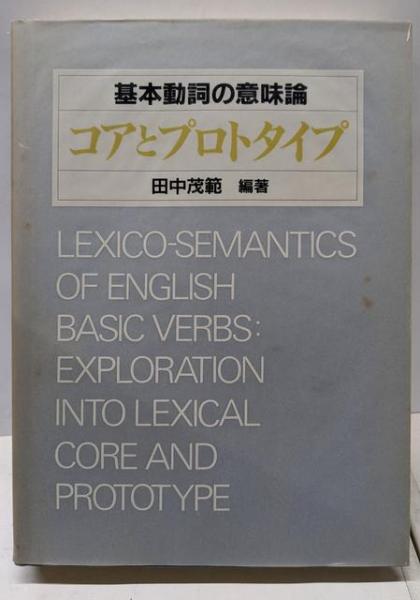 基本動詞の意味論
コアとプロトタイプ
田中茂範 編著
LEXICO-SEMANTICS
OF ENGLISH
BASIC VERBS:
EXPLORATION
INTO LEXICAL
CORE AND
PROTOTYPE